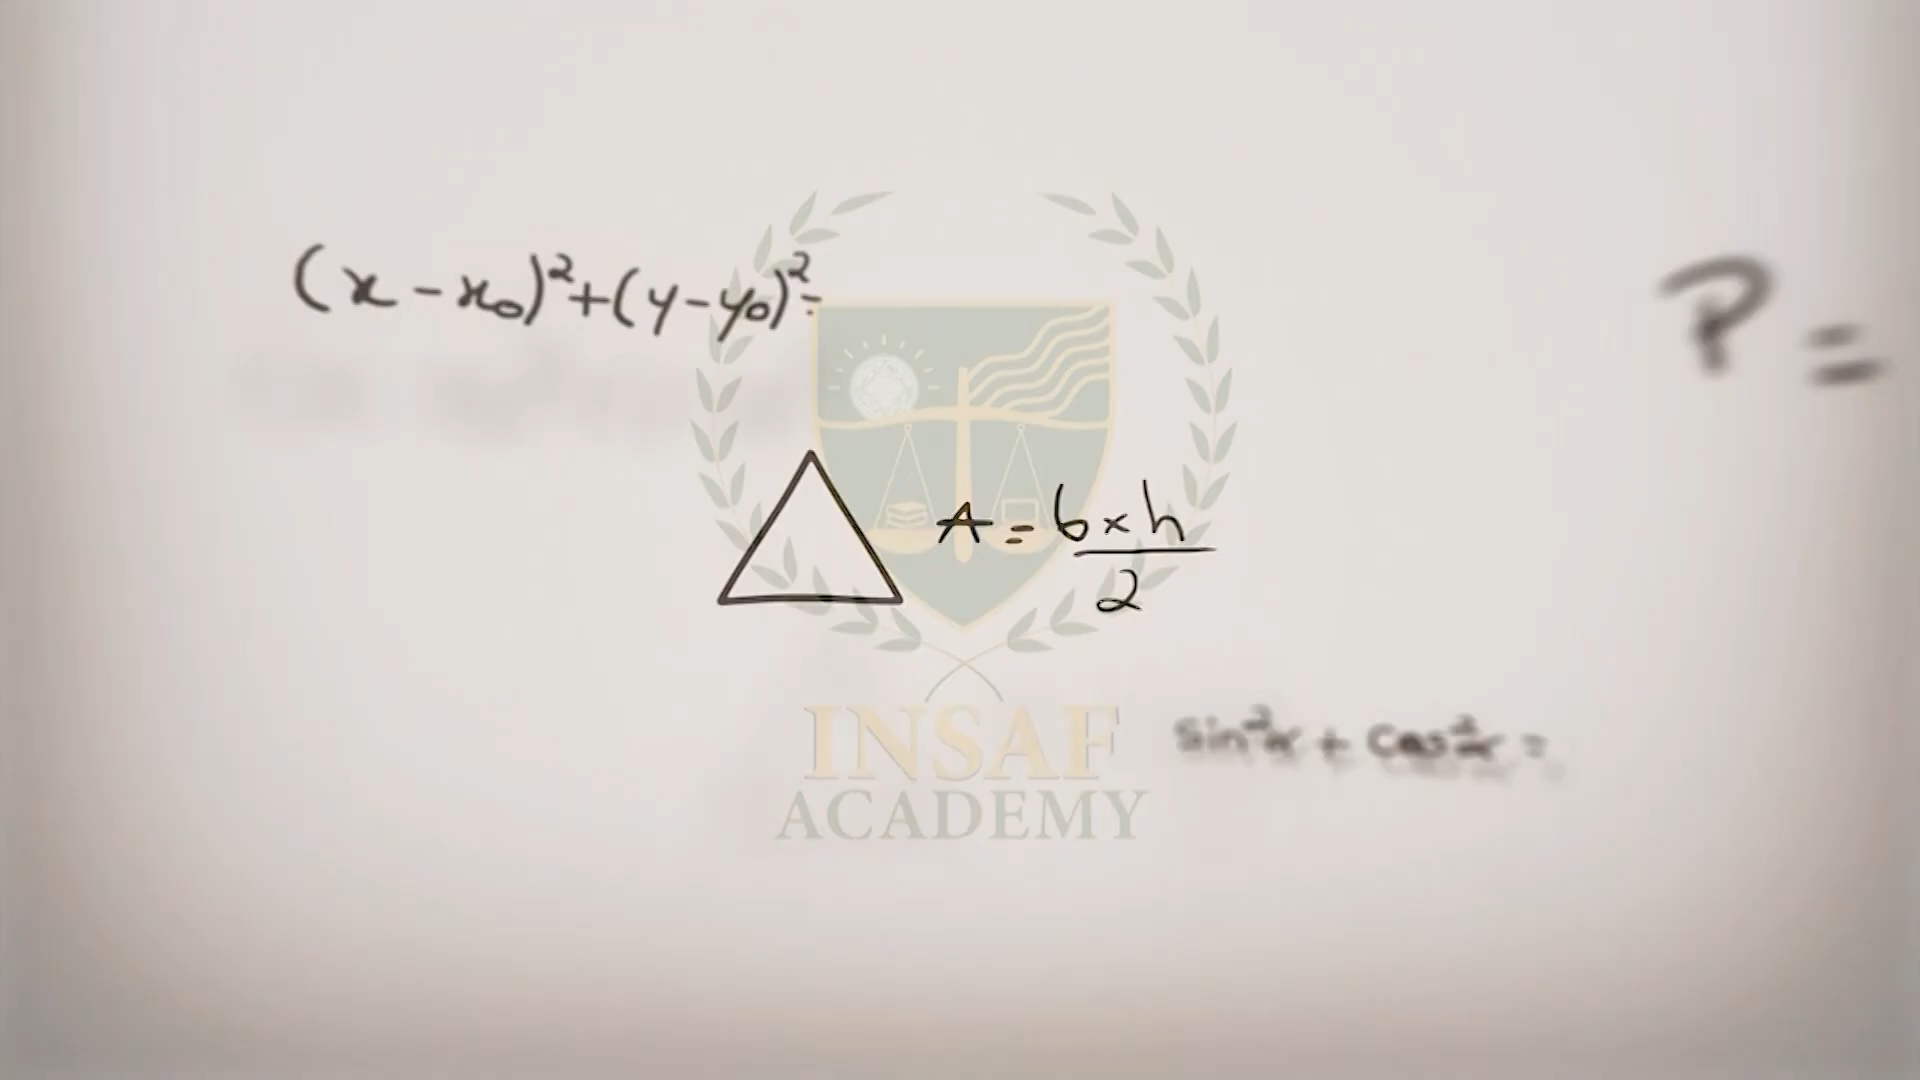 (x - x₀)² + (y - y₀)² =
P =
A = b × h / 2
sin²x + cos²x =
INSAF
ACADEMY